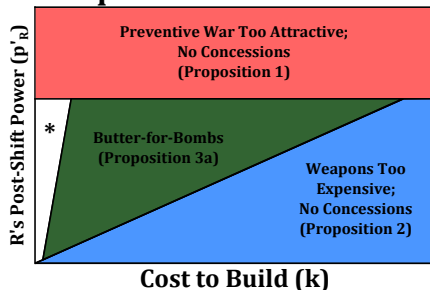 Preventive War Too Attractive;
No Concessions
(Proposition 1)
R's Post-Shift Power (p'R)
*
Butter-for-Bombs
(Proposition 3a)
Weapons Too
Expensive;
No Concessions
(Proposition 2)
Cost to Build (k)